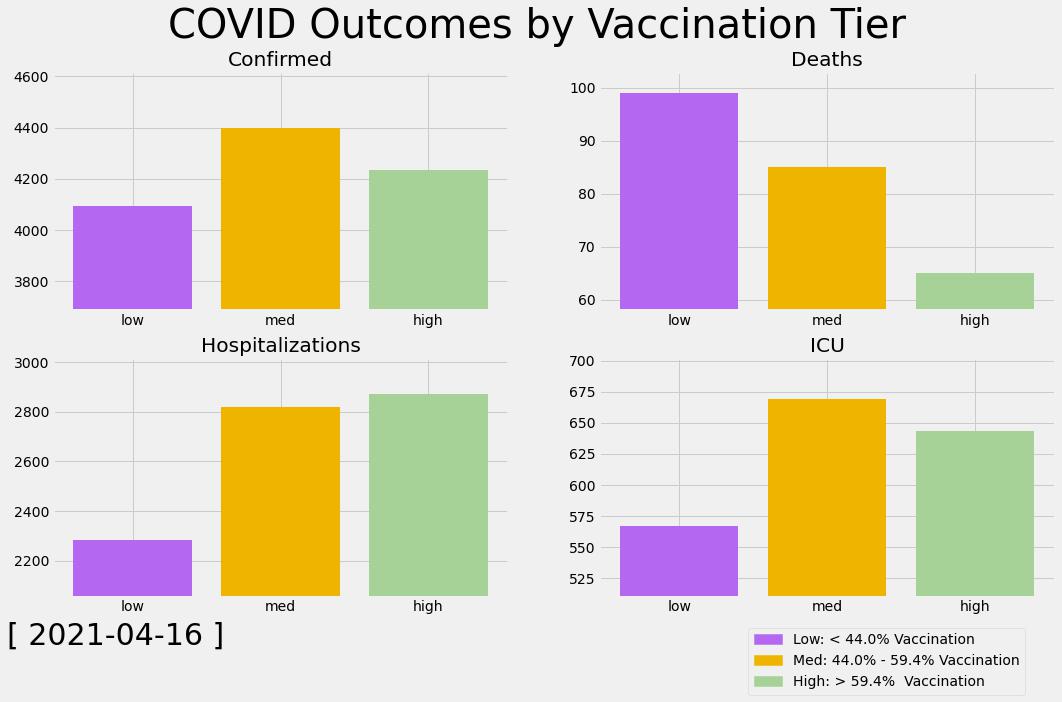 COVID Outcomes by Vaccination Tier
Confirmed
4600
4400
4200
4000
3800
low med high
Deaths
100
90
80
70
60
low med high
Hospitalizations
3000
2800
2600
2400
2200
low med high
ICU
700
675
650
625
600
575
550
525
low med high
[ 2021-04-16 ]
Low: < 44.0% Vaccination
Med: 44.0% - 59.4% Vaccination
High: > 59.4%  Vaccination